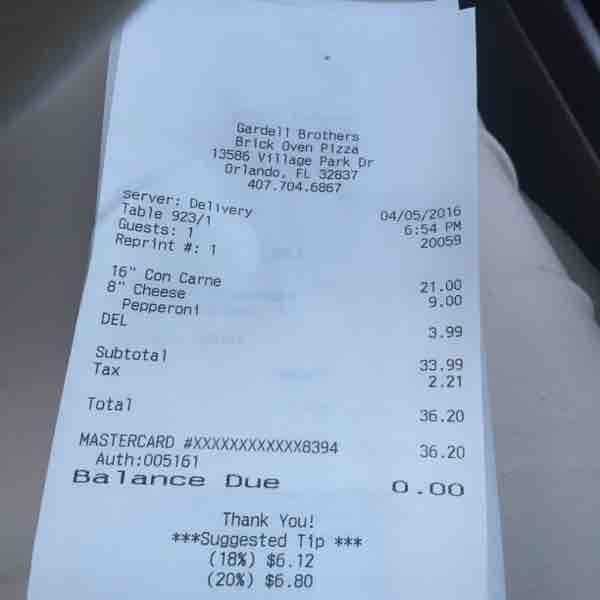 Gardell Brothers
Brick Oven Pizza
13586 Village Park Dr
Orlando, FL 32837
407.704.6867
server: Delivery 04/05/2016
Table 923/1 6:54 PM
Guests: 1 20059
Reprint #: 1
16" Con Carne 21.00
8" Cheese 9.00
Pepperoni
DEL 3.99
Subtotal 33.99
Tax 2.21
Total 36.20
MASTERCARD #XXXXXXXXXXXX8394 36.20
Auth:005161
Balance Due 0.00
Thank You!
***Suggested Tip ***
(18%) $6.12
(20%) $6.80